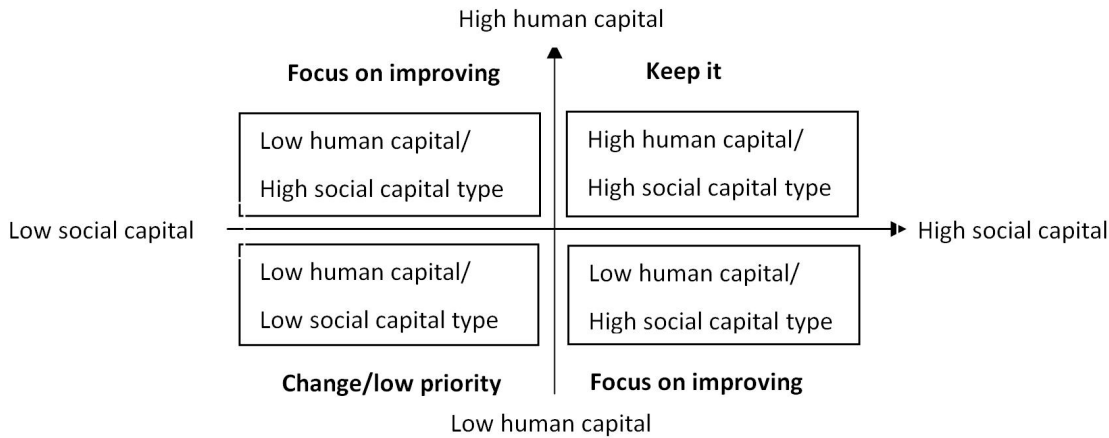 High human capital
Focus on improving
Keep it
Low human capital/
High social capital type
High human capital/
High social capital type
Low social capital
High social capital
Low human capital/
Low social capital type
Low human capital/
High social capital type
Change/low priority
Focus on improving
Low human capital